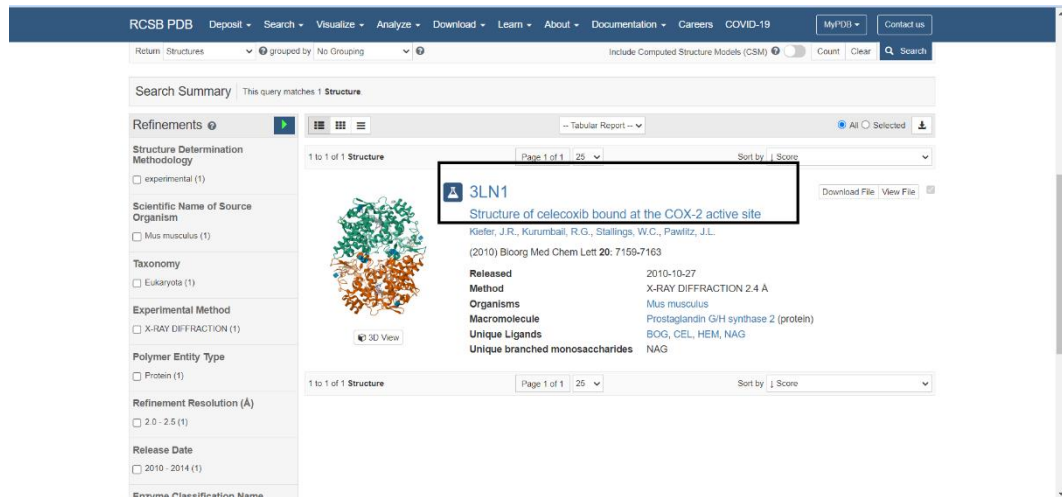 RCSB PDB Deposit Search Visualize Analyze Download Learn About Documentation Careers COVID-19 MyPDB Contact us
Return Structures grouped by No Grouping Include Computed Structure Models (CSM) Count Clear Search
Search Summary This query matches 1 Structure.
Refinements
-- Tabular Report --
All Selected
Structure Determination Methodology
experimental (1)
Scientific Name of Source Organism
Mus musculus (1)
Taxonomy
Eukaryota (1)
Experimental Method
X-RAY DIFFRACTION (1)
Polymer Entity Type
Protein (1)
Refinement Resolution (Å)
2.0 - 2.5 (1)
Release Date
2010 - 2014 (1)
Enzyme Classification Name
1 to 1 of 1 Structure Page 1 of 1 25 Sort by ↓ Score
3LN1
Download File View File
Structure of celecoxib bound at the COX-2 active site
Kiefer, J.R., Kurumbail, R.G., Stallings, W.C., Pawlitz, J.L.
(2010) Bioorg Med Chem Lett 20: 7159-7163
Released 2010-10-27
Method X-RAY DIFFRACTION 2.4 Å
Organisms Mus musculus
Macromolecule Prostaglandin G/H synthase 2 (protein)
Unique Ligands BOG, CEL, HEM, NAG
Unique branched monosaccharides NAG
3D View
1 to 1 of 1 Structure Page 1 of 1 25 Sort by ↓ Score